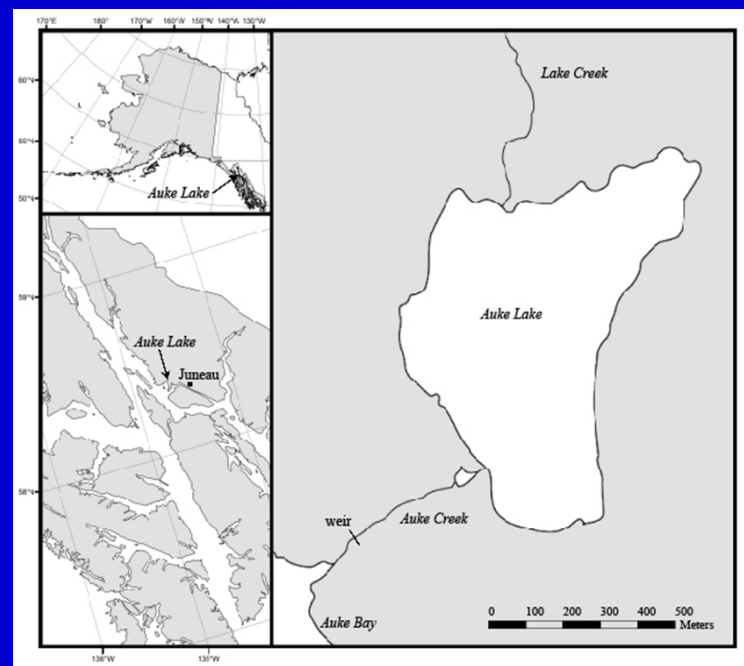 170°E 180° 170°W 160°W 150°W 140°W 130°W
60°N
55°N
50°N
Auke Lake
59°N
Auke Lake
Juneau
58°N
136°W 135°W
Lake Creek
Auke Lake
weir
Auke Creek
Auke Bay
0 100 200 300 400 500
Meters